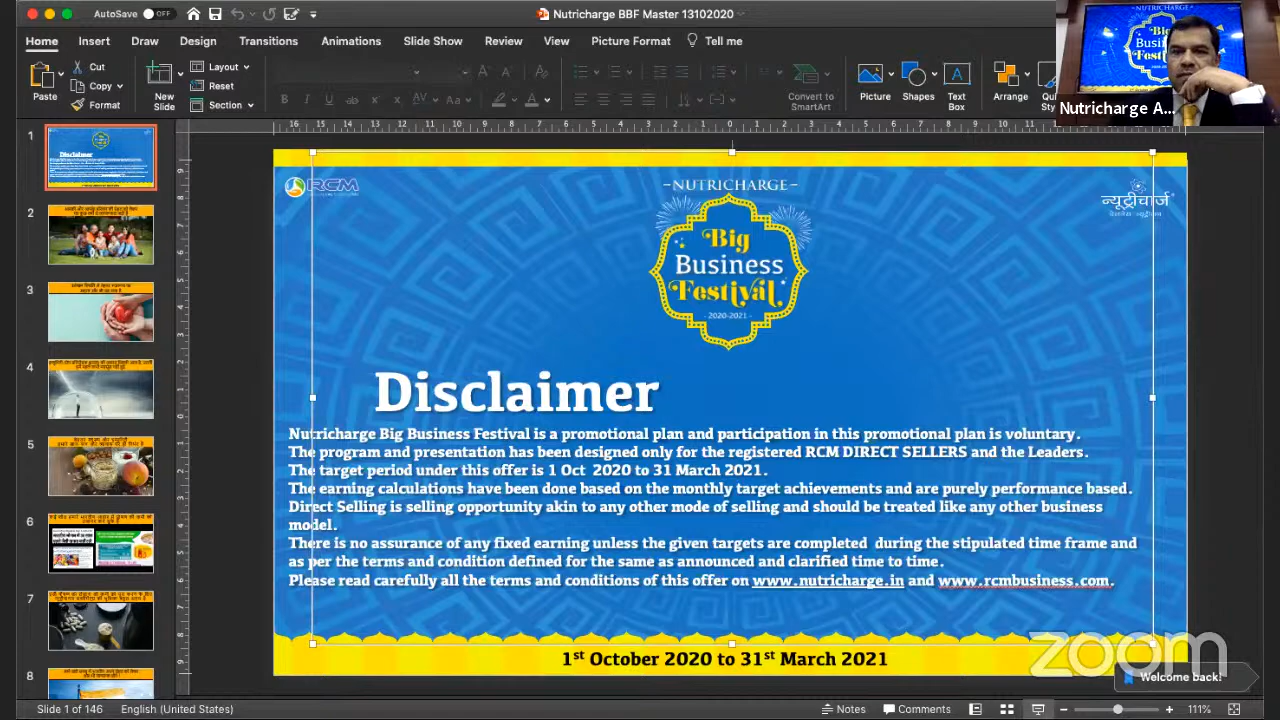 AutoSave OFF
Nutricharge BBF Master 13102020
Home Insert Draw Design Transitions Animations Slide Show Review View Picture Format Tell me
Paste
Cut
Copy
Format
New Slide
Layout
Reset
Section
Convert to SmartArt
Picture
Shapes
Text Box
Arrange
Nutricharge A...
RCM
-NUTRICHARGE-
Big
Business
Festival
- 2020-2021 -
न्यूट्रीचार्ज
Disclaimer
Nutricharge Big Business Festival is a promotional plan and participation in this promotional plan is voluntary.
The program and presentation has been designed only for the registered RCM DIRECT SELLERS and the Leaders.
The target period under this offer is 1 Oct 2020 to 31 March 2021.
The earning calculations have been done based on the monthly target achievements and are purely performance based.
Direct Selling is selling opportunity akin to any other mode of selling and should be treated like any other business
model.
There is no assurance of any fixed earning unless the given targets are completed during the stipulated time frame and
as per the terms and condition defined for the same as announced and clarified time to time.
Please read carefully all the terms and conditions of this offer on www.nutricharge.in and www.rcmbusiness.com.
1st October 2020 to 31st March 2021
zoom
Welcome back!
1
2
3
4
5
6
7
8
Slide 1 of 146
English (United States)
Notes
Comments
111%